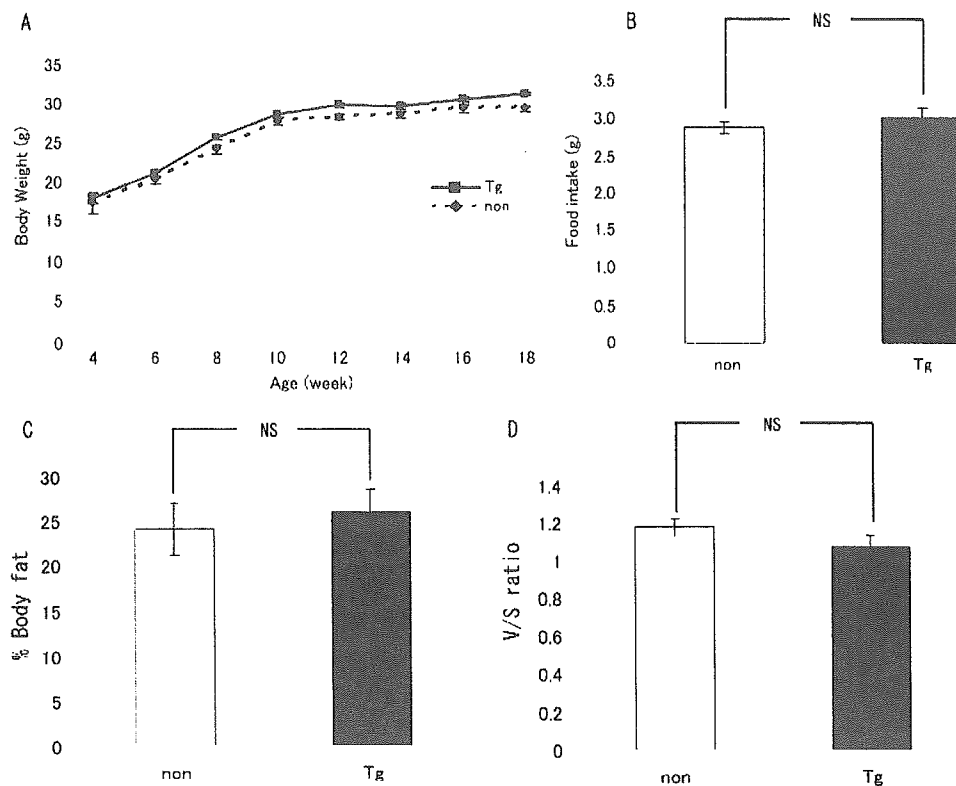 A
35
30
25
20
15
10
5
0
Body Weight (g)
4 6 8 10 12 14 16 18
Age (week)
Tg
non
B
NS
3.5
3.0
2.5
2.0
1.5
1.0
0.5
0
Food intake (g)
non Tg
C
NS
30
25
20
15
10
5
0
% Body fat
non Tg
D
NS
1.4
1.2
1
0.8
0.6
0.4
0.2
0
V/S ratio
non Tg